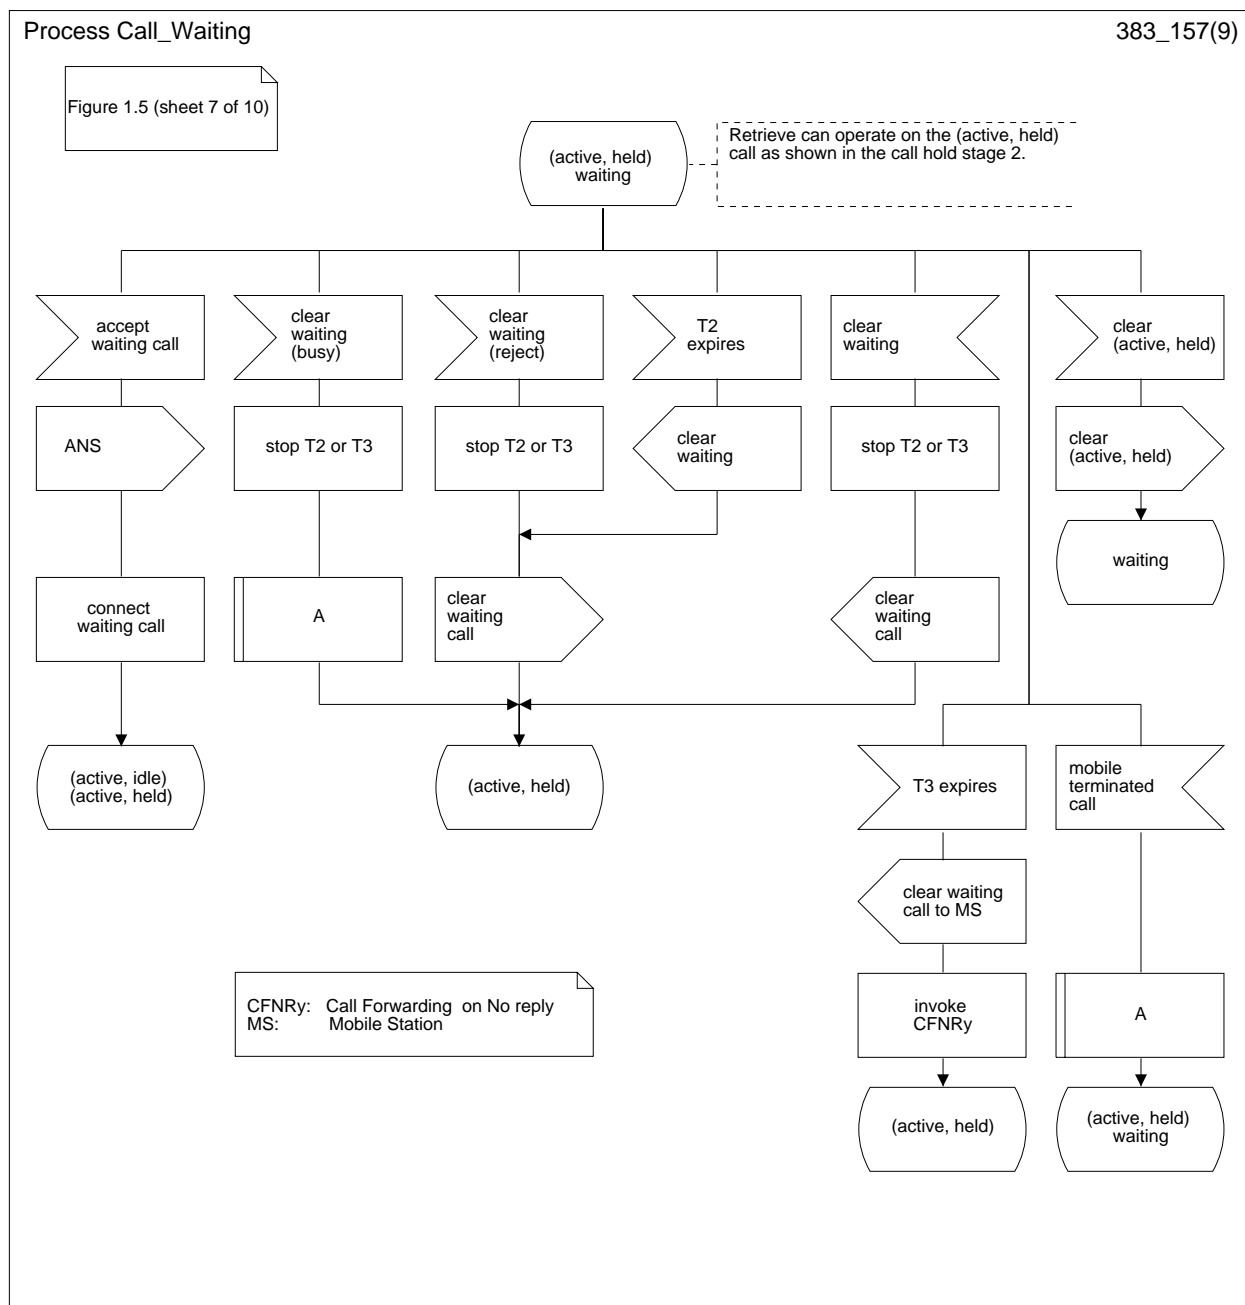 Process Call_Waiting
383_157(9)
Figure 1.5 (sheet 7 of 10)
(active, held)
waiting
Retrieve can operate on the (active, held)
call as shown in the call hold stage 2.
accept
waiting call
clear
waiting
(busy)
clear
waiting
(reject)
T2
expires
clear
waiting
clear
(active, held)
ANS
stop T2 or T3
stop T2 or T3
clear
waiting
stop T2 or T3
clear
(active, held)
waiting
connect
waiting call
A
clear
waiting
call
clear
waiting
call
(active, idle)
(active, held)
(active, held)
T3 expires
mobile
terminated
call
clear waiting
call to MS
CFNRy: Call Forwarding on No reply
MS: Mobile Station
invoke
CFNRy
A
(active, held)
(active, held)
waiting